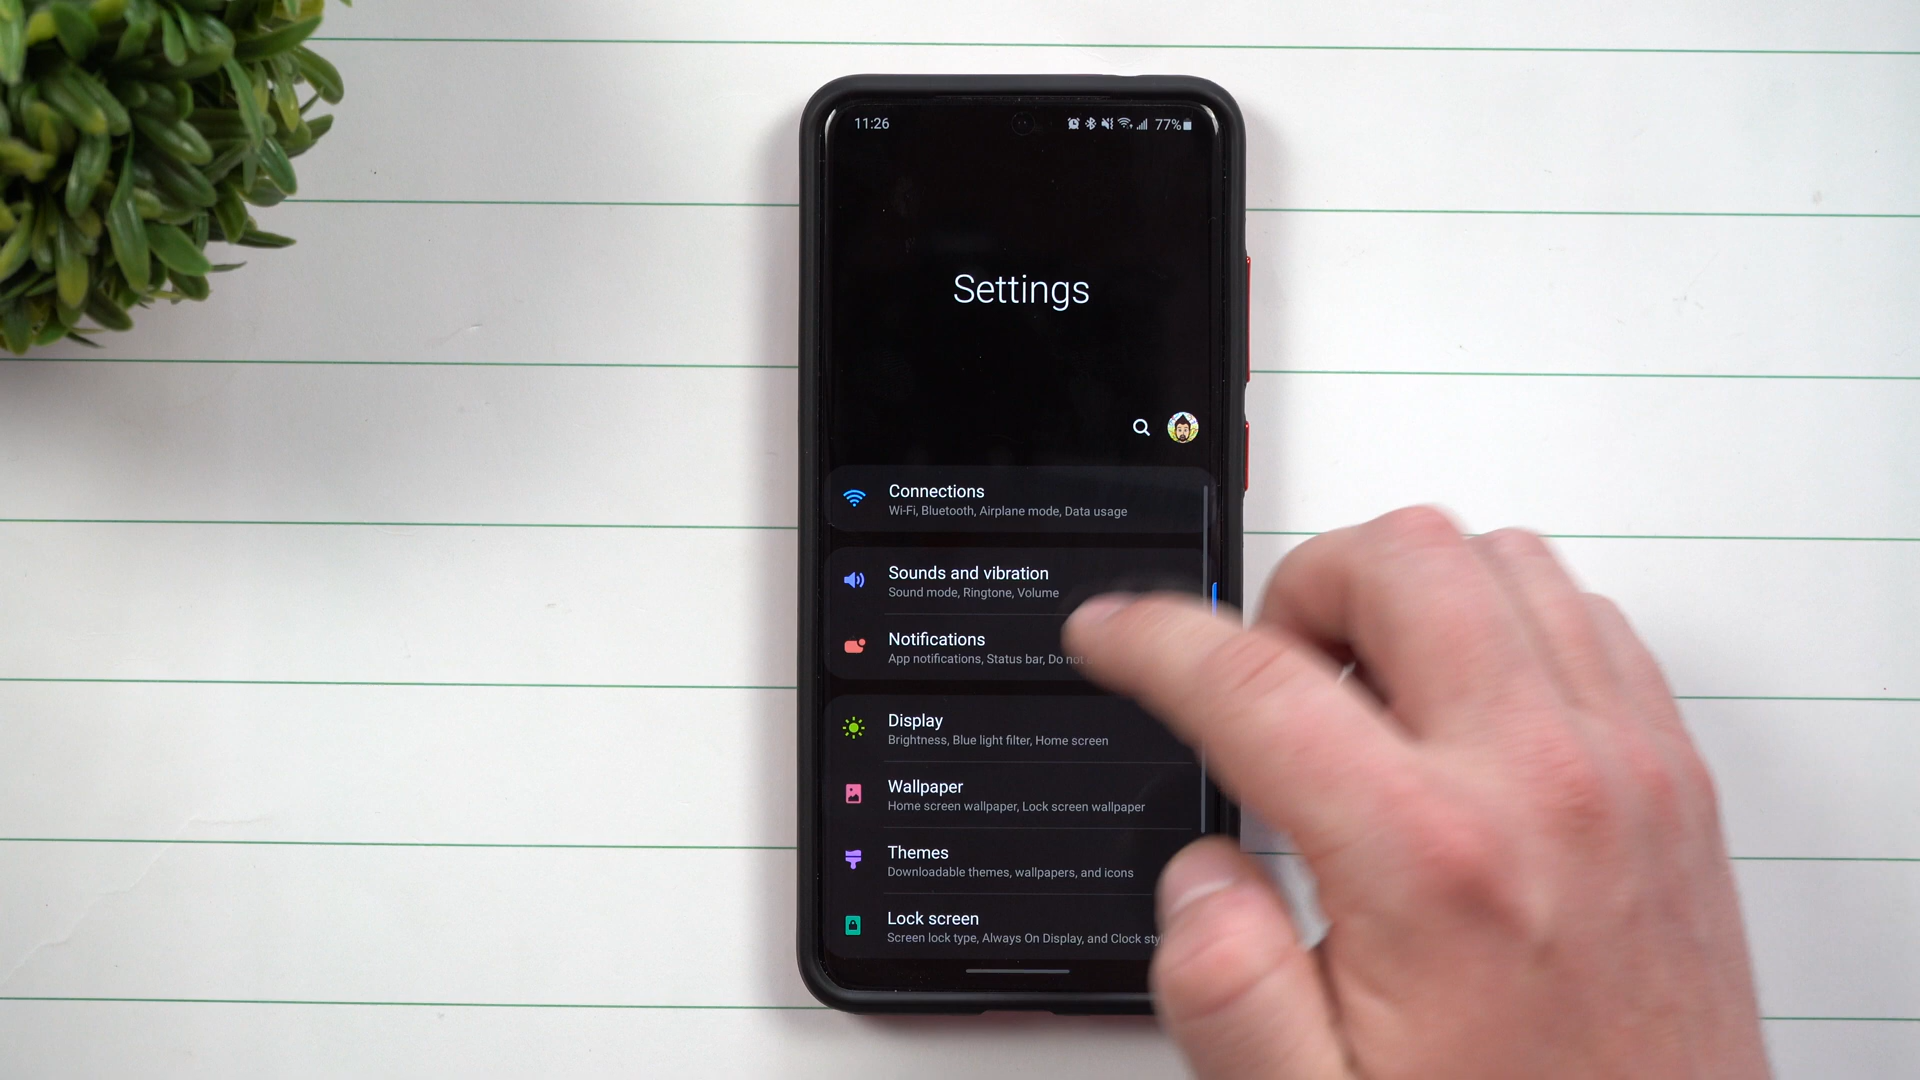 11:26
77%
Settings
Connections
Wi-Fi, Bluetooth, Airplane mode, Data usage
Sounds and vibration
Sound mode, Ringtone, Volume
Notifications
App notifications, Status bar, Do not
Display
Brightness, Blue light filter, Home screen
Wallpaper
Home screen wallpaper, Lock screen wallpaper
Themes
Downloadable themes, wallpapers, and icons
Lock screen
Screen lock type, Always On Display, and Clock